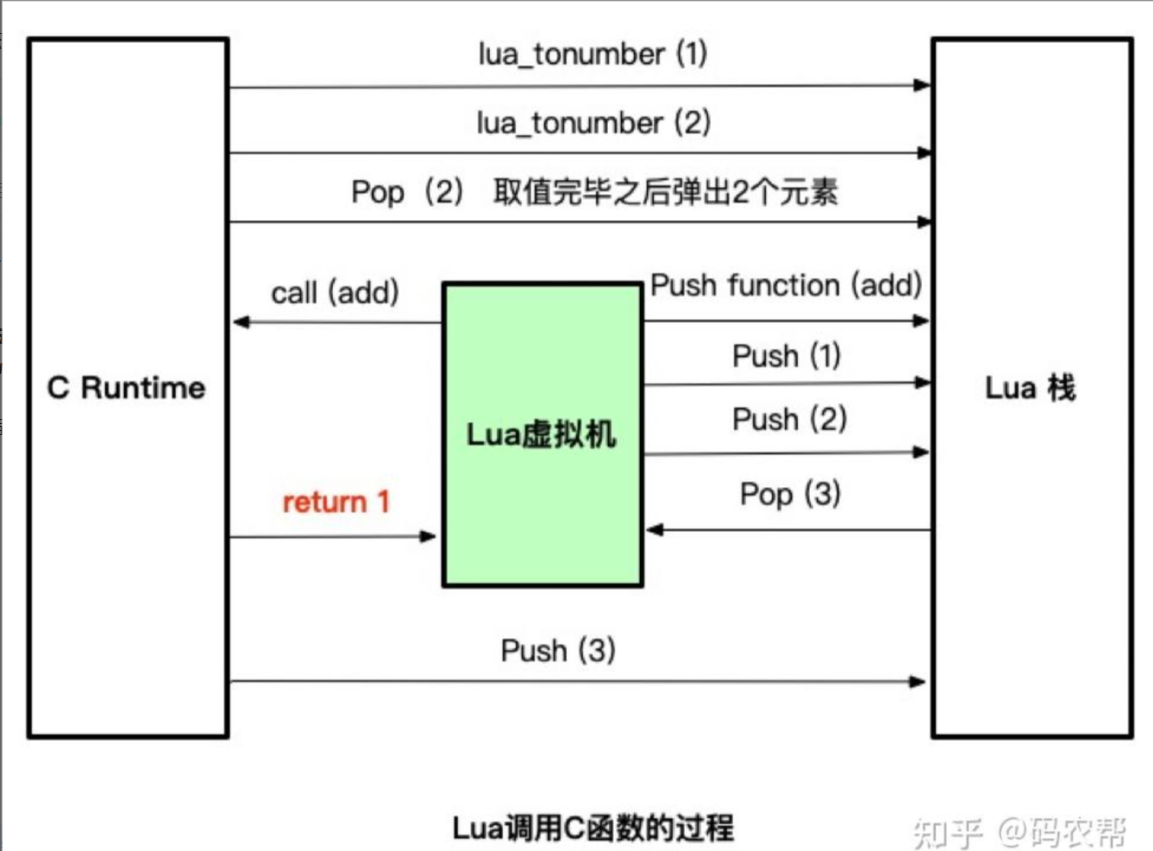 lua_tonumber (1)
lua_tonumber (2)
Pop（2） 取值完毕之后弹出2个元素
call (add)
Push function (add)
Push (1)
C Runtime
Lua 栈
Push (2)
Lua虚拟机
Pop (3)
return 1
Push (3)
Lua调用C函数的过程
知乎 @码农帮